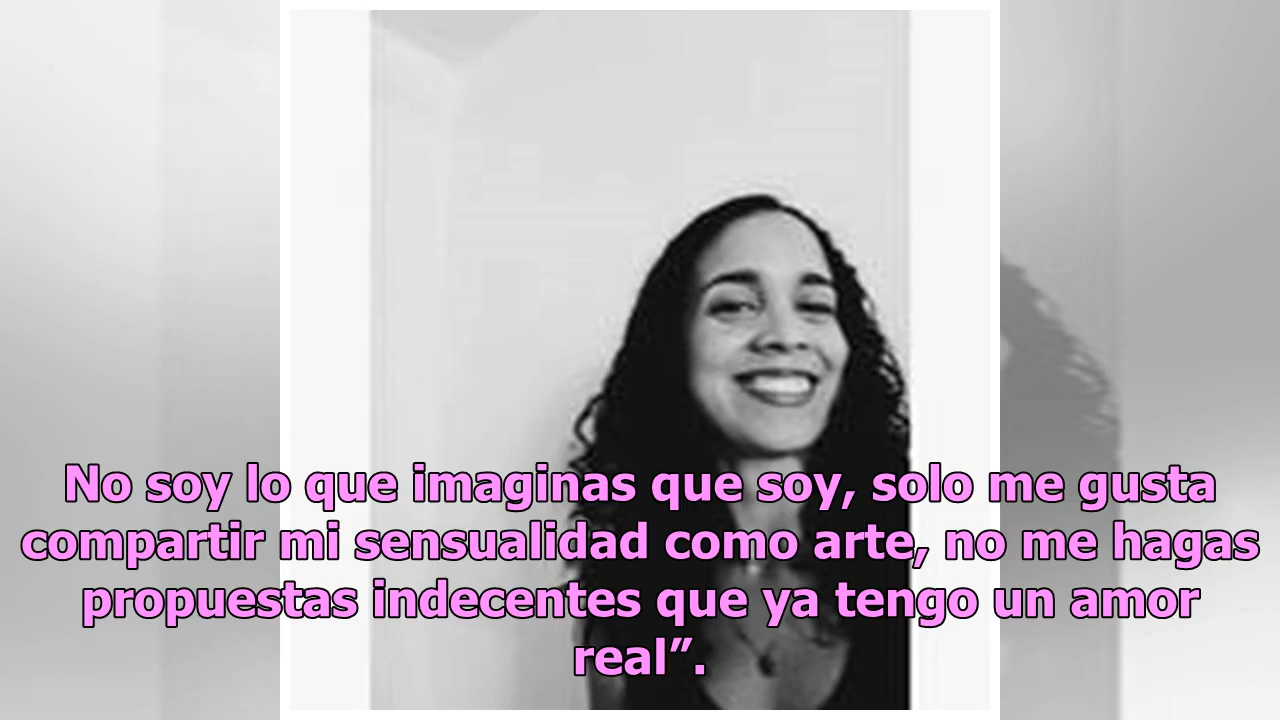 No soy lo que imaginas que soy, solo me gusta
compartir mi sensualidad como arte, no me hagas
propuestas indecentes que ya tengo un amor
real”.